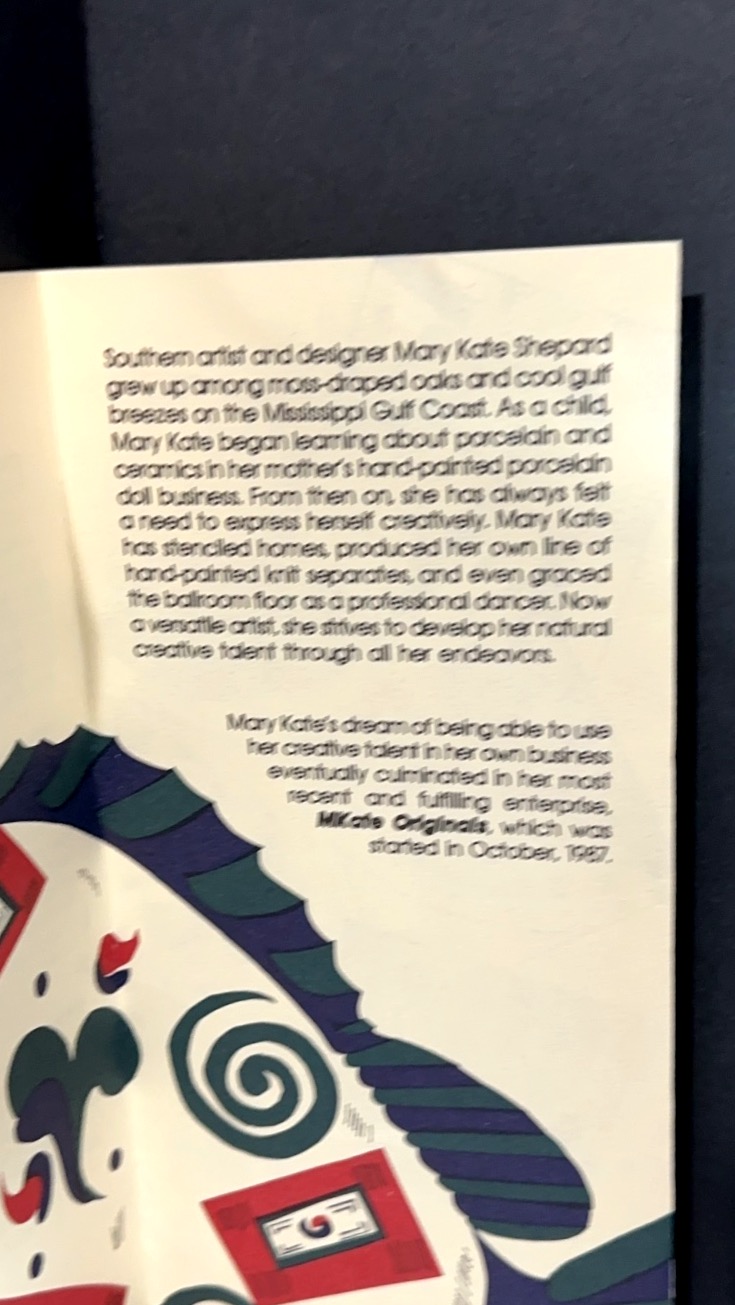 Southern artist and designer Mary Kate Shepard
grew up among moss-draped oaks and cool gulf
breezes on the Mississippi Gulf Coast. As a child,
Mary Kate began learning about porcelain and
ceramics in her mother's hand-painted porcelain
doll business. From then on, she has always felt
a need to express herself creatively. Mary Kate
has stenciled homes, produced her own line of
hand-painted knit separates, and even graced
the ballroom floor as a professional dancer. Now
a versatile artist, she strives to develop her natural
creative talent through all her endeavors.
Mary Kate's dream of being able to use
her creative talent in her own business
eventually culminated in her most
recent and fulfilling enterprise,
MKate Originals, which was
started in October, 1987.